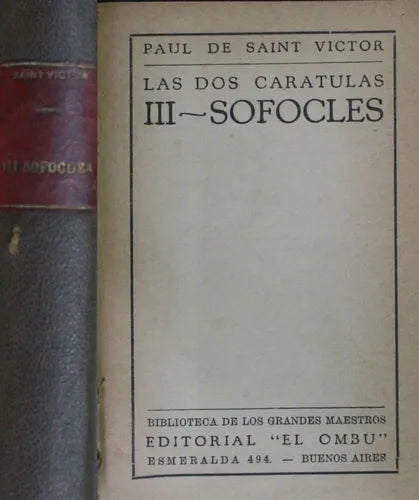 SAINT VICTOR
III-SOFOCLES
PAUL DE SAINT VICTOR
LAS DOS CARATULAS
III—SOFOCLES
BIBLIOTECA DE LOS GRANDES MAESTROS
EDITORIAL "EL OMBU"
ESMERALDA 494. — BUENOS AIRES